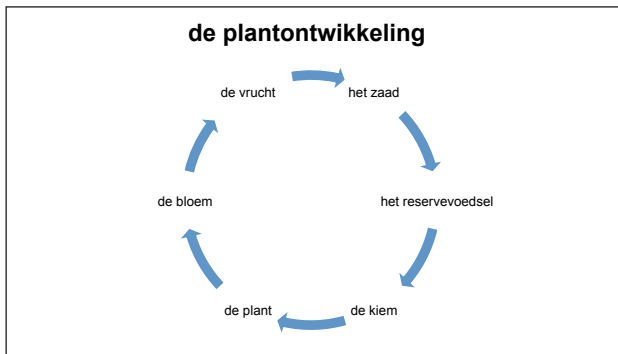 de plantontwikkeling
de vrucht
het zaad
de bloem
het reservevoedsel
de plant
de kiem